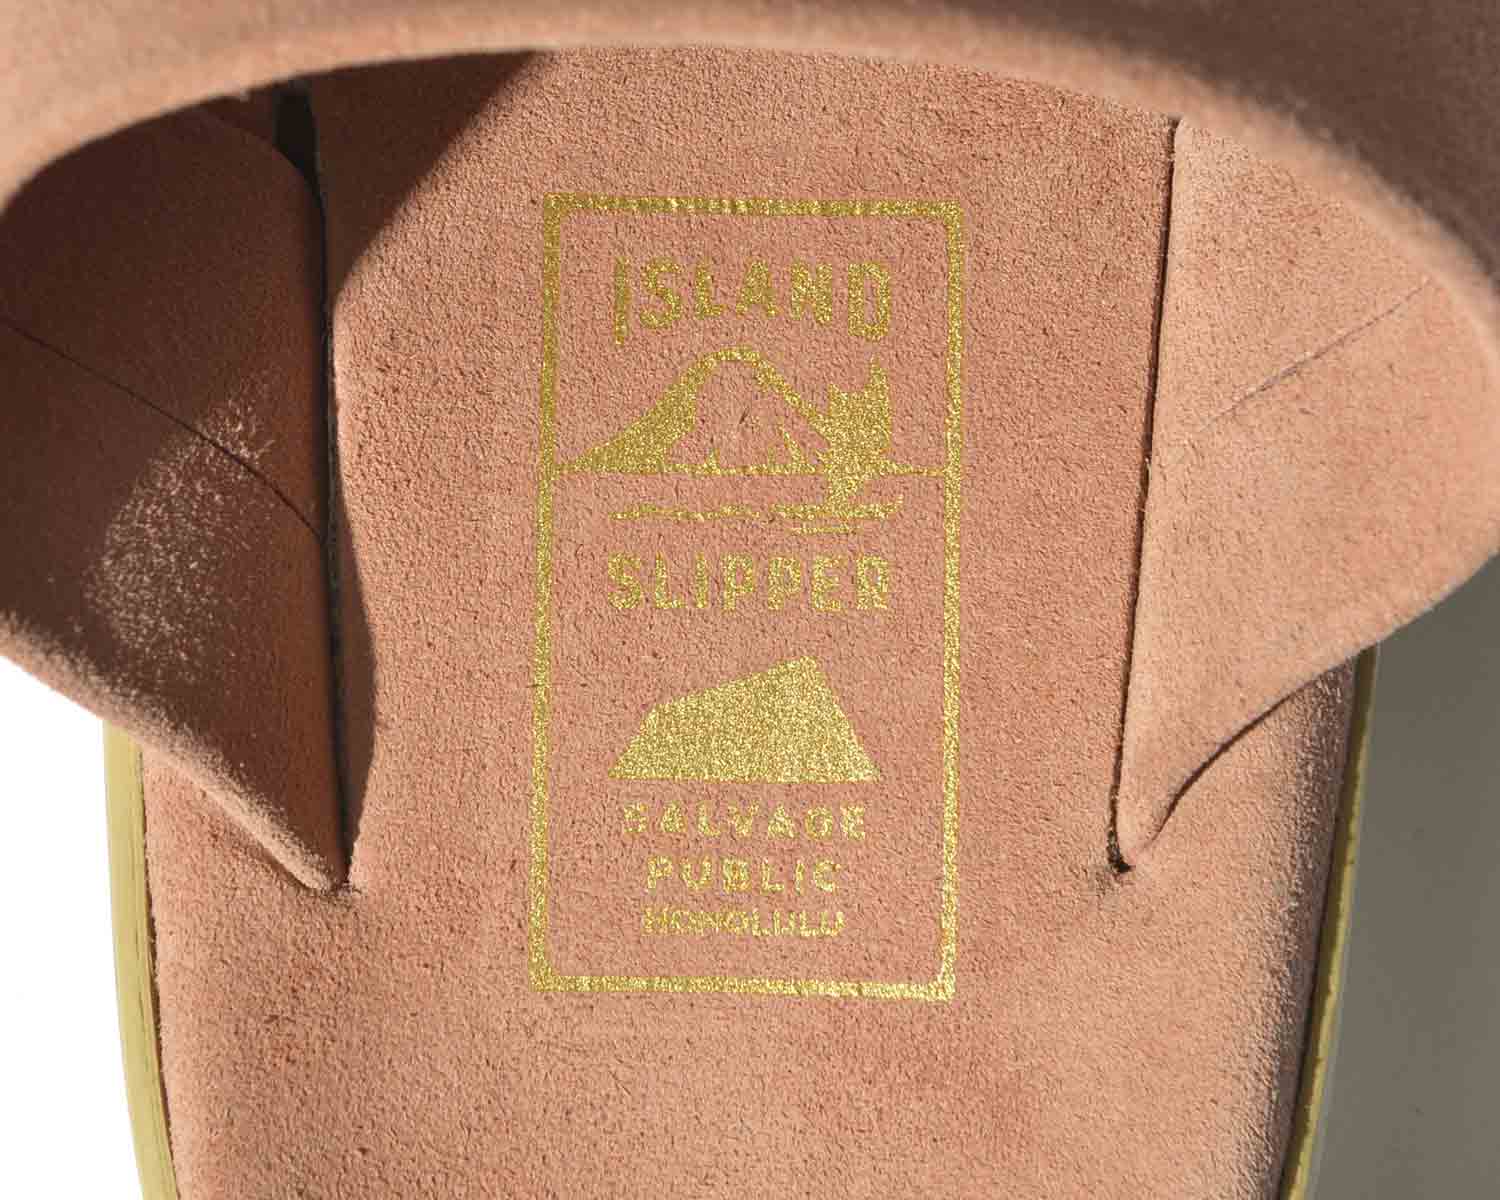 ISLAND
SLIPPER
SALVAGE
PUBLIC
HONOLULU